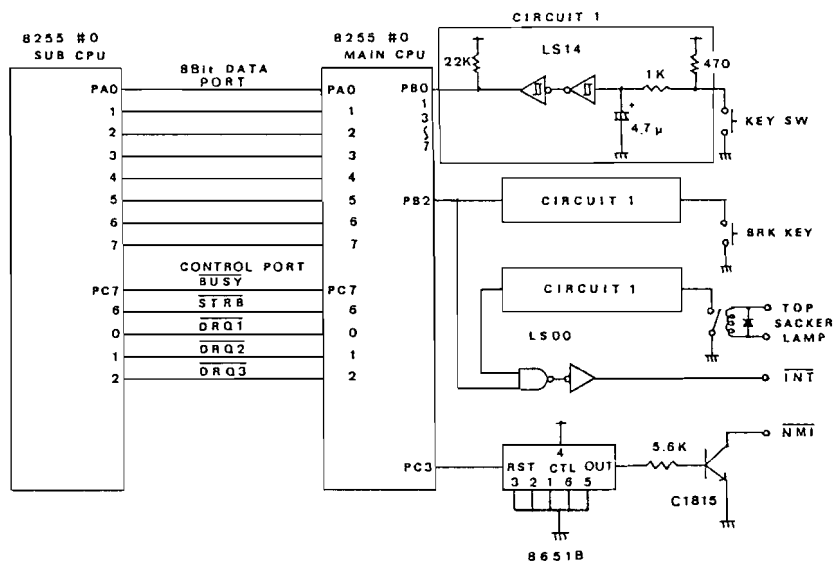 CIRCUIT 1
8255 #0
SUB CPU
8255 #0
MAIN CPU
8Bit DATA
PORT
PA0
1
2
3
4
5
6
7
PA0
1
2
3
4
5
6
7
CONTROL PORT
PC7
BUSY
PC7
6
STRB
6
0
DRQ1
0
1
DRQ2
1
2
DRQ3
2
PB0
1
3
~
7
22K
LS14
1K
470
+
4.7μ
KEY SW
PB2
CIRCUIT 1
BRK KEY
CIRCUIT 1
TOP
SACKER
LAMP
LS00
INT
NMI
PC3
4
RST CTL OUT
3 2 1 6 5
8651B
5.6K
C1815